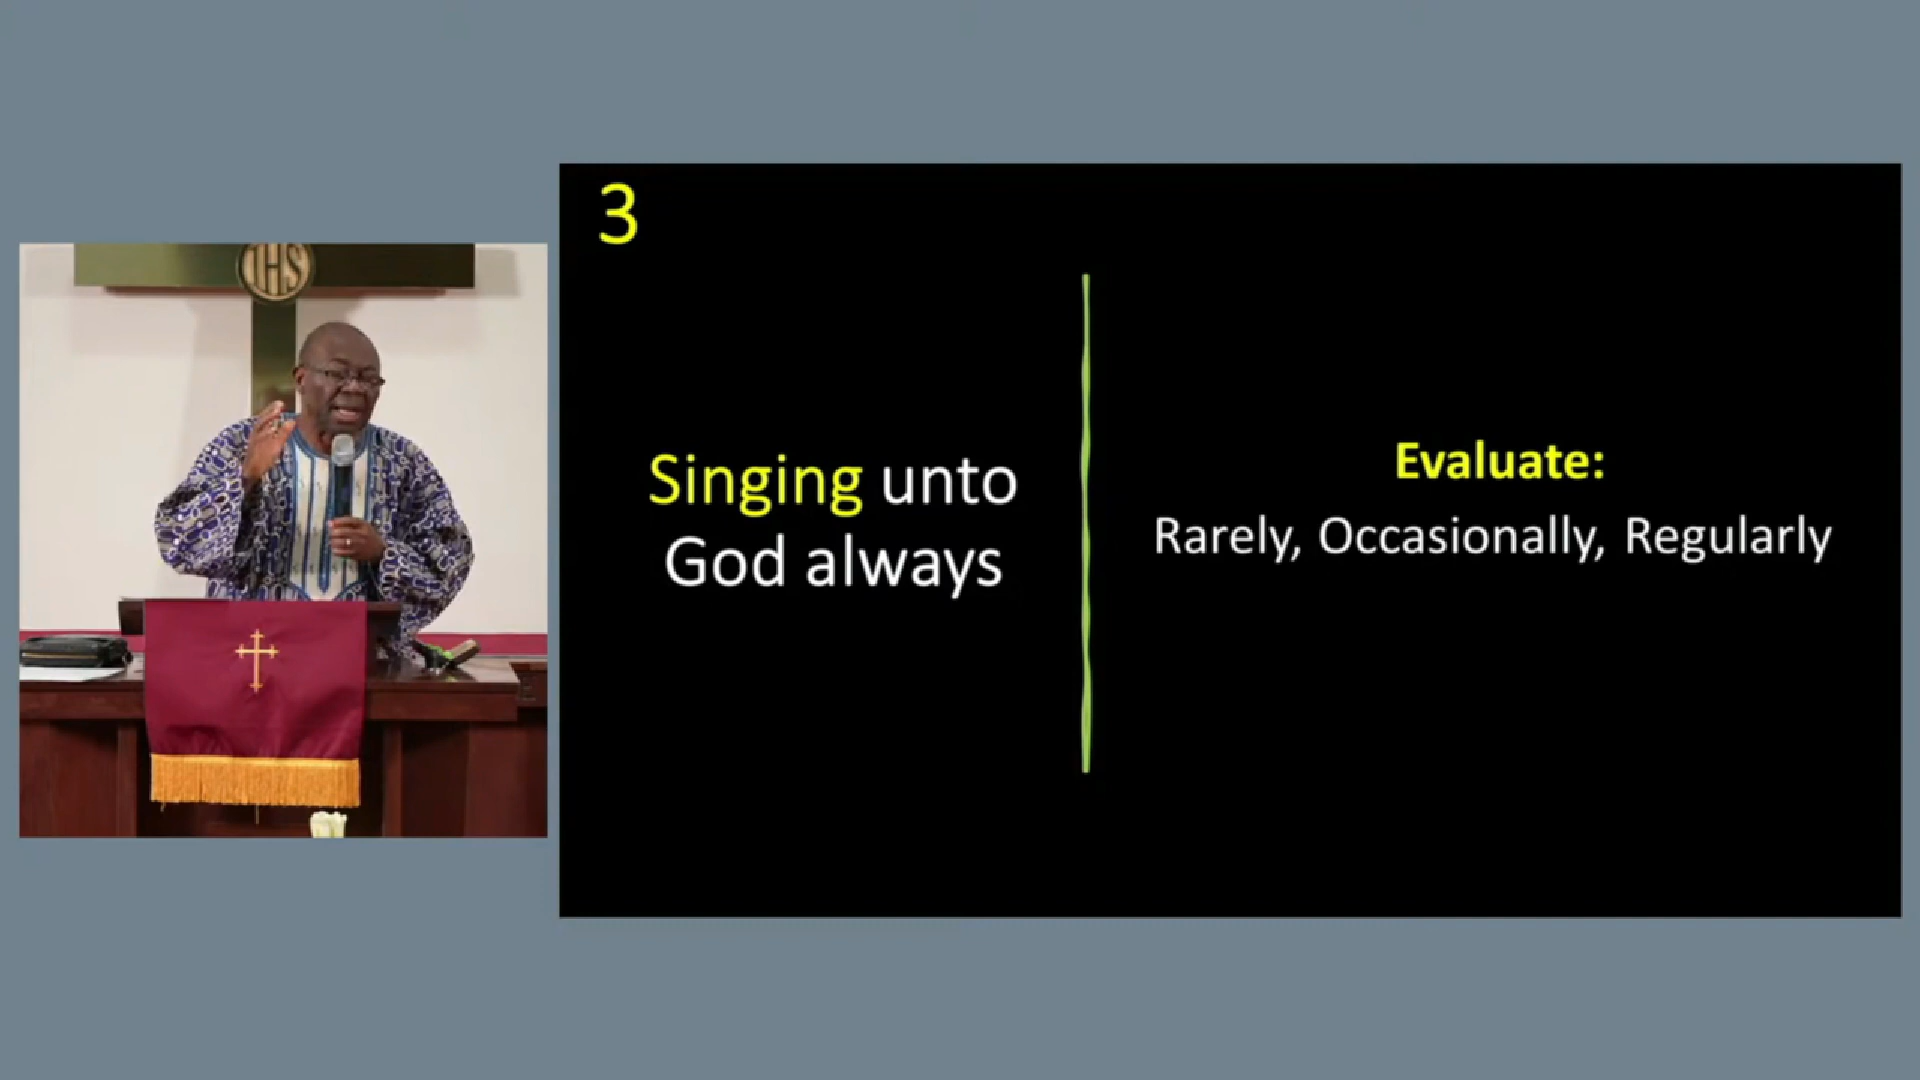 IHS
3
Singing unto
God always
Evaluate:
Rarely, Occasionally, Regularly